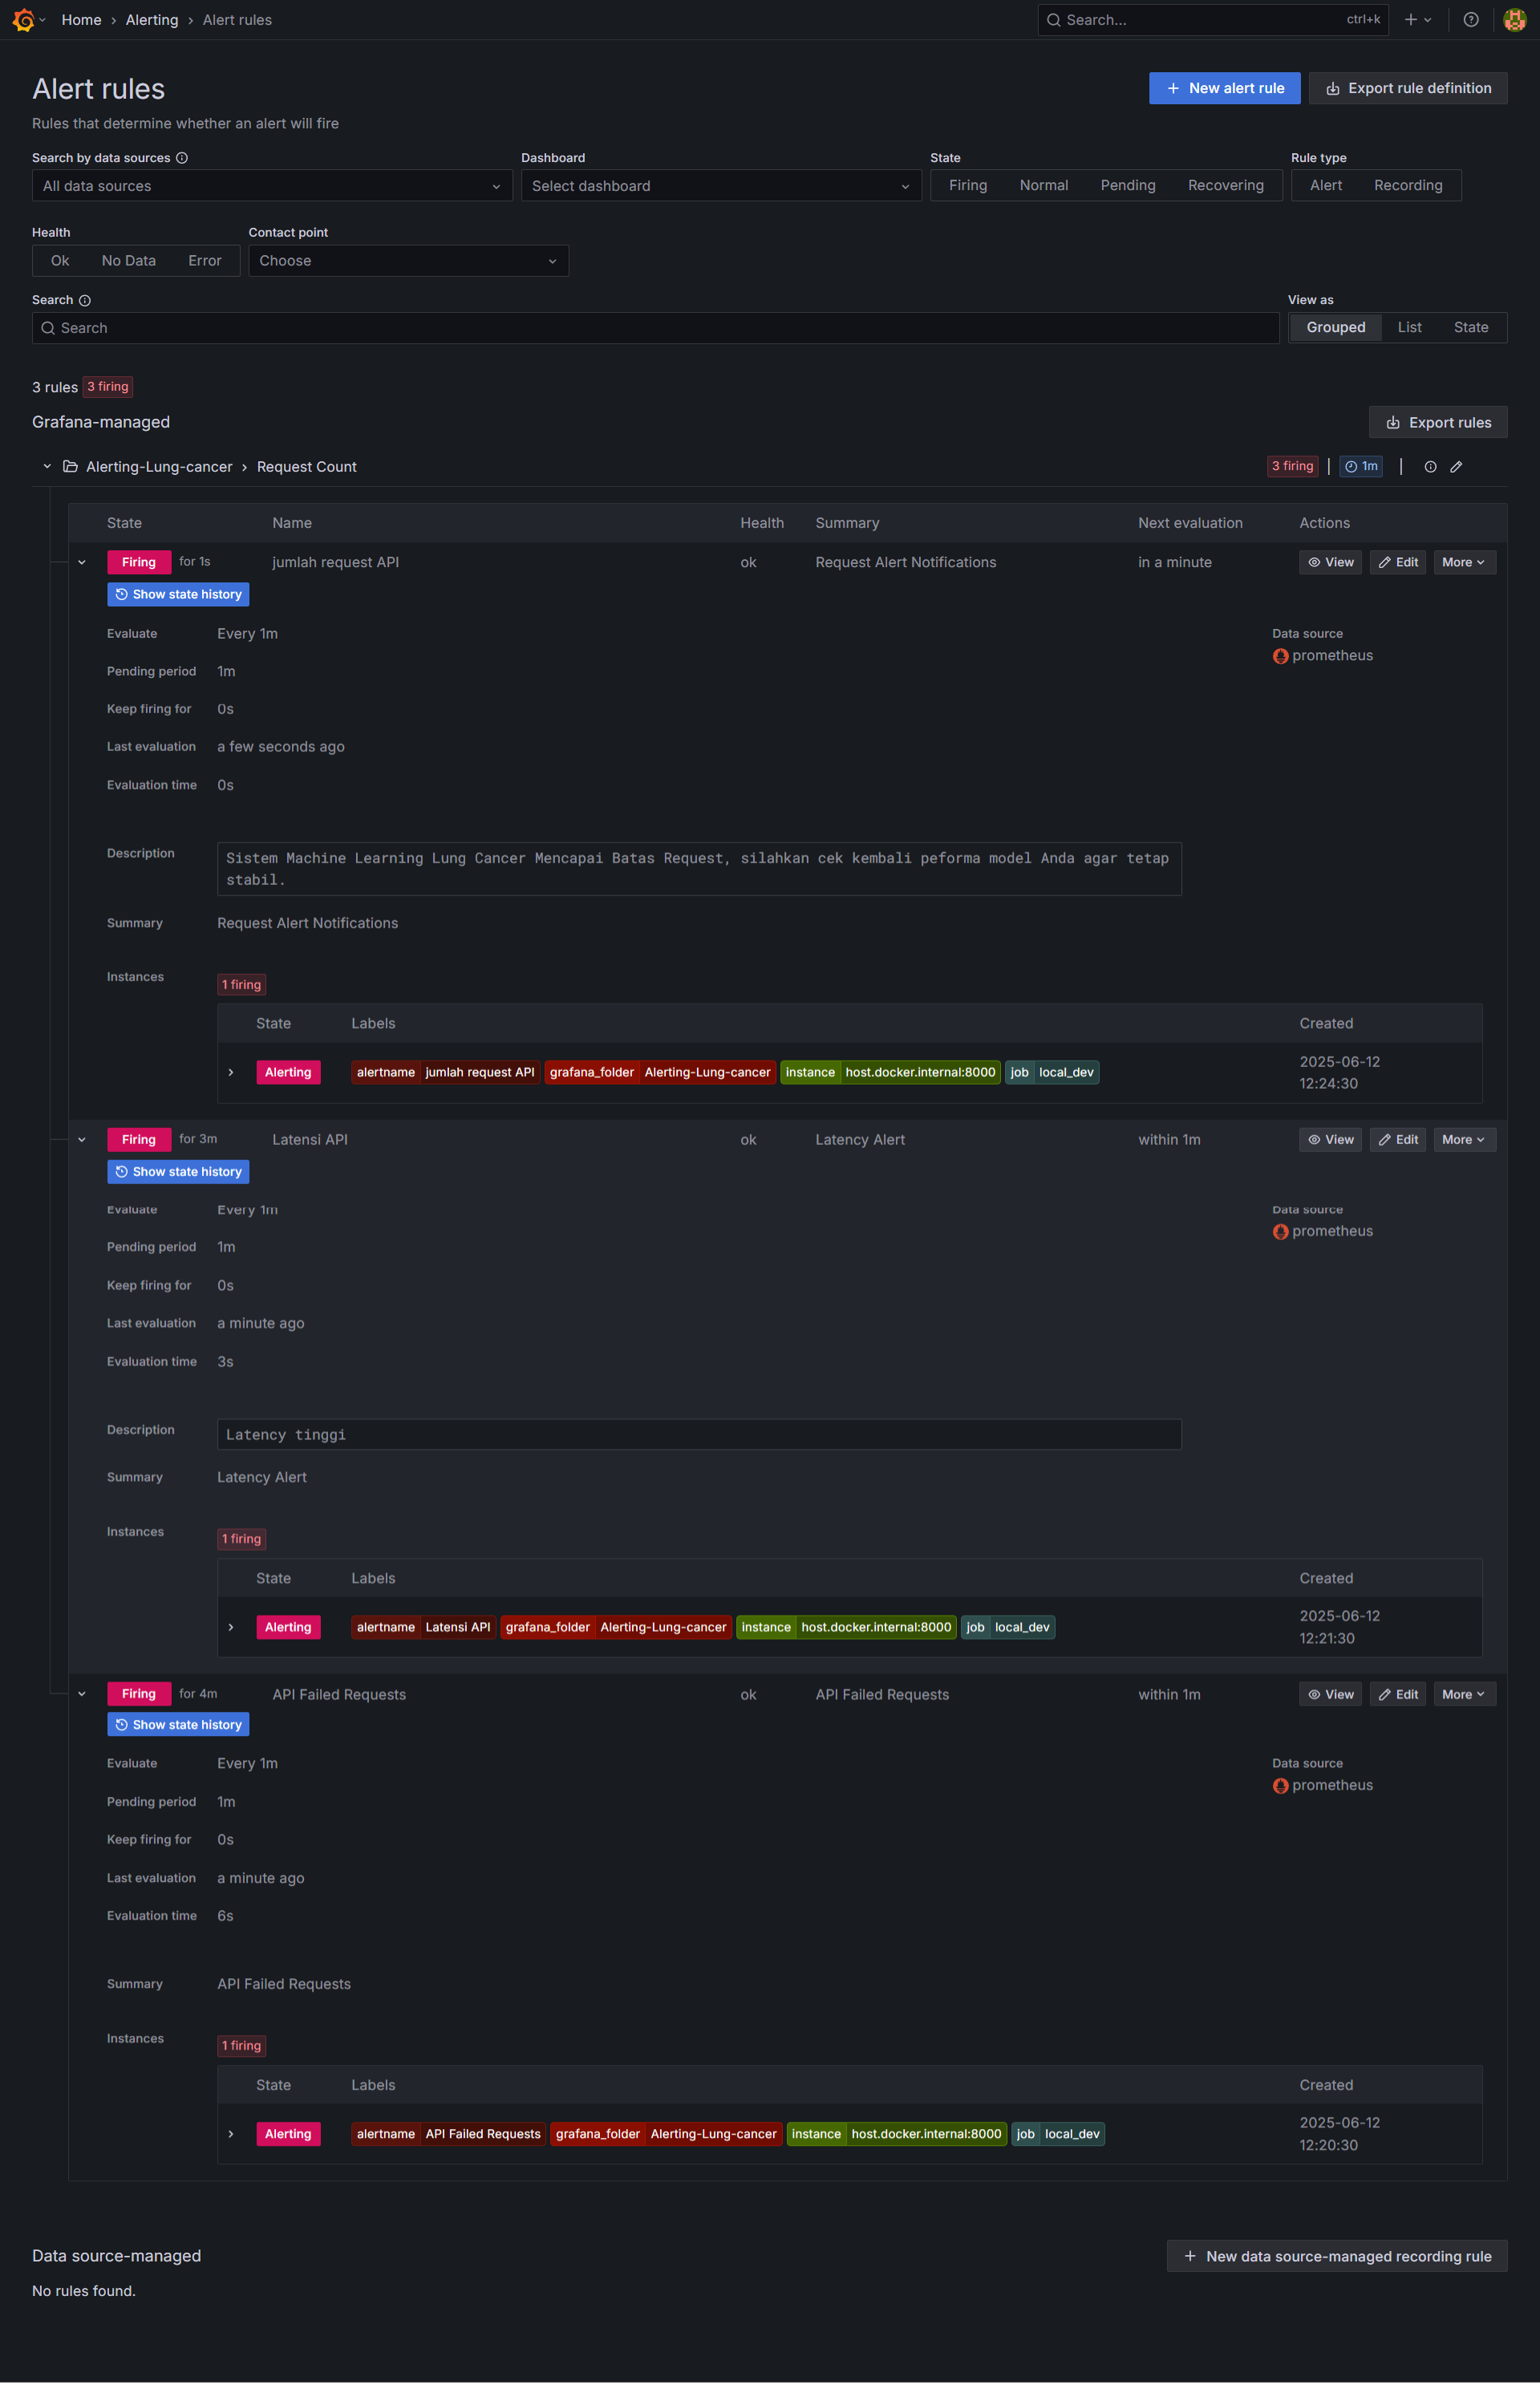 Home › Alerting › Alert rules Search... ctrl+k
Alert rules
New alert rule Export rule definition
Rules that determine whether an alert will fire
Search by data sources Dashboard State Rule type
All data sources Select dashboard Firing Normal Pending Recovering Alert Recording
Health Contact point
Ok No Data Error Choose
Search View as
Search Grouped List State
3 rules 3 firing
Grafana-managed Export rules
Alerting-Lung-cancer › Request Count 3 firing | 1m |
State Name Health Summary Next evaluation Actions
Firing for 1s jumlah request API ok Request Alert Notifications in a minute View Edit More
Show state history
Evaluate Every 1m Data source
prometheus
Pending period 1m
Keep firing for 0s
Last evaluation a few seconds ago
Evaluation time 0s
Description Sistem Machine Learning Lung Cancer Mencapai Batas Request, silahkan cek kembali peforma model Anda agar tetap
stabil.
Summary Request Alert Notifications
Instances 1 firing
State Labels Created
Alerting alertname jumlah request API grafana_folder Alerting-Lung-cancer instance host.docker.internal:8000 job local_dev 2025-06-12
12:24:30
Firing for 3m Latensi API ok Latency Alert within 1m View Edit More
Show state history
Evaluate Every 1m Data source
prometheus
Pending period 1m
Keep firing for 0s
Last evaluation a minute ago
Evaluation time 3s
Description Latency tinggi
Summary Latency Alert
Instances 1 firing
State Labels Created
Alerting alertname Latensi API grafana_folder Alerting-Lung-cancer instance host.docker.internal:8000 job local_dev 2025-06-12
12:21:30
Firing for 4m API Failed Requests ok API Failed Requests within 1m View Edit More
Show state history
Evaluate Every 1m Data source
prometheus
Pending period 1m
Keep firing for 0s
Last evaluation a minute ago
Evaluation time 6s
Summary API Failed Requests
Instances 1 firing
State Labels Created
Alerting alertname API Failed Requests grafana_folder Alerting-Lung-cancer instance host.docker.internal:8000 job local_dev 2025-06-12
12:20:30
Data source-managed New data source-managed recording rule
No rules found.